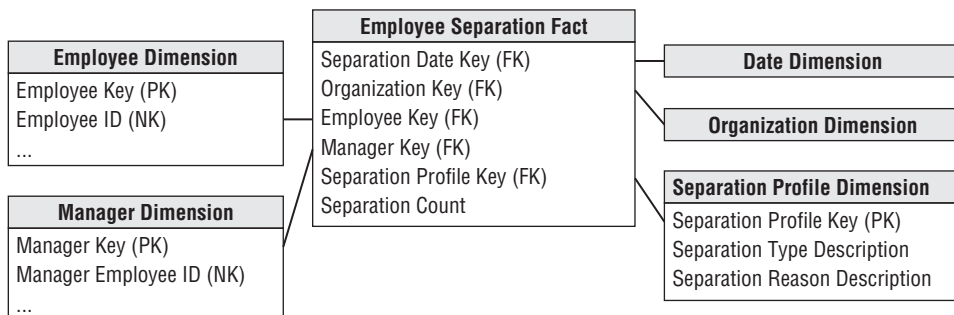 Employee Dimension
Employee Key (PK)
Employee ID (NK)
...
Manager Dimension
Manager Key (PK)
Manager Employee ID (NK)
...
Employee Separation Fact
Separation Date Key (FK)
Organization Key (FK)
Employee Key (FK)
Manager Key (FK)
Separation Profile Key (FK)
Separation Count
Date Dimension
Organization Dimension
Separation Profile Dimension
Separation Profile Key (PK)
Separation Type Description
Separation Reason Description